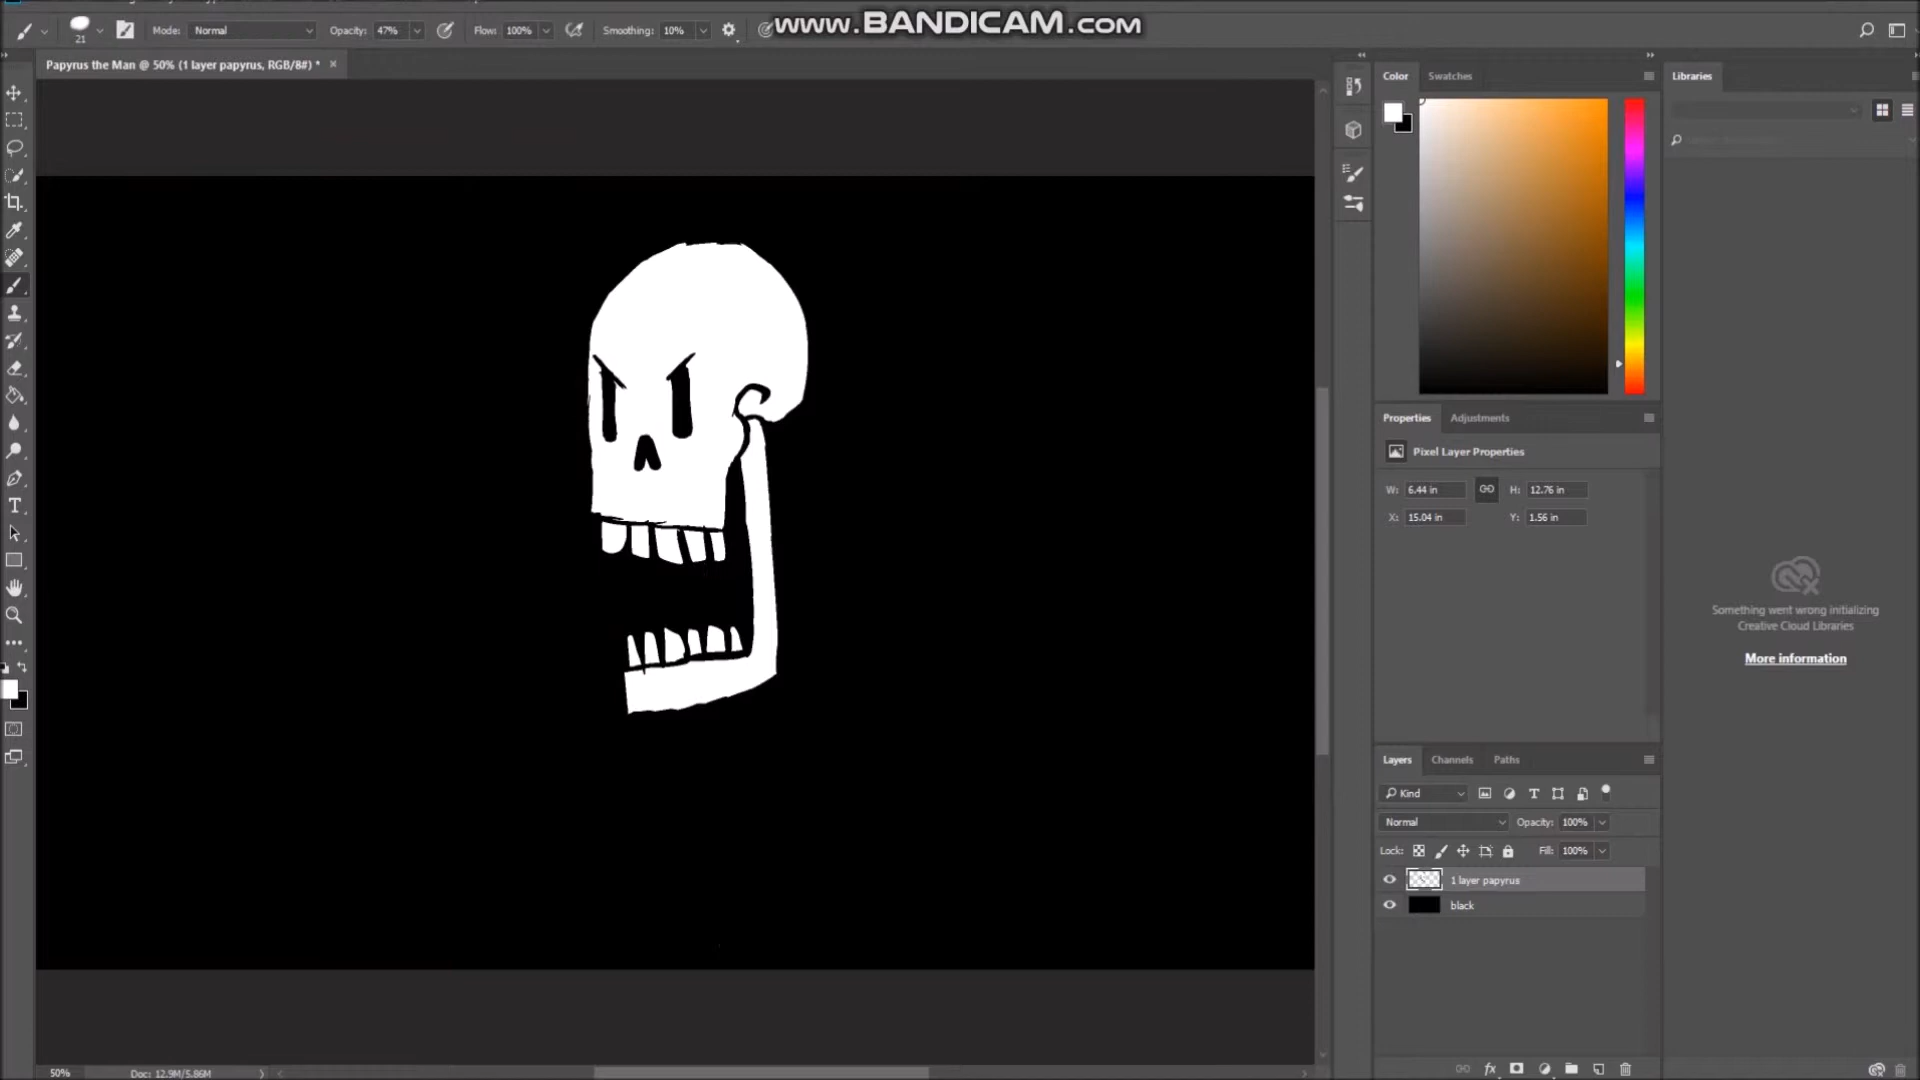 www.BANDICAM.com
21
Mode: Normal
Opacity: 47%
Flow: 100%
Smoothing: 10%
Papyrus the Man @ 50% (1 layer papyrus, RGB/8#) * ×
Color
Swatches
Libraries
Properties
Adjustments
Pixel Layer Properties
W: 6.44 in
H: 12.76 in
X: 15.04 in
Y: 1.56 in
Something went wrong initializing
Creative Cloud Libraries
More information
Layers
Channels
Paths
Kind
Normal
Opacity: 100%
Lock:
Fill: 100%
1 layer papyrus
black
50%
Doc: 12.9M/5.86M